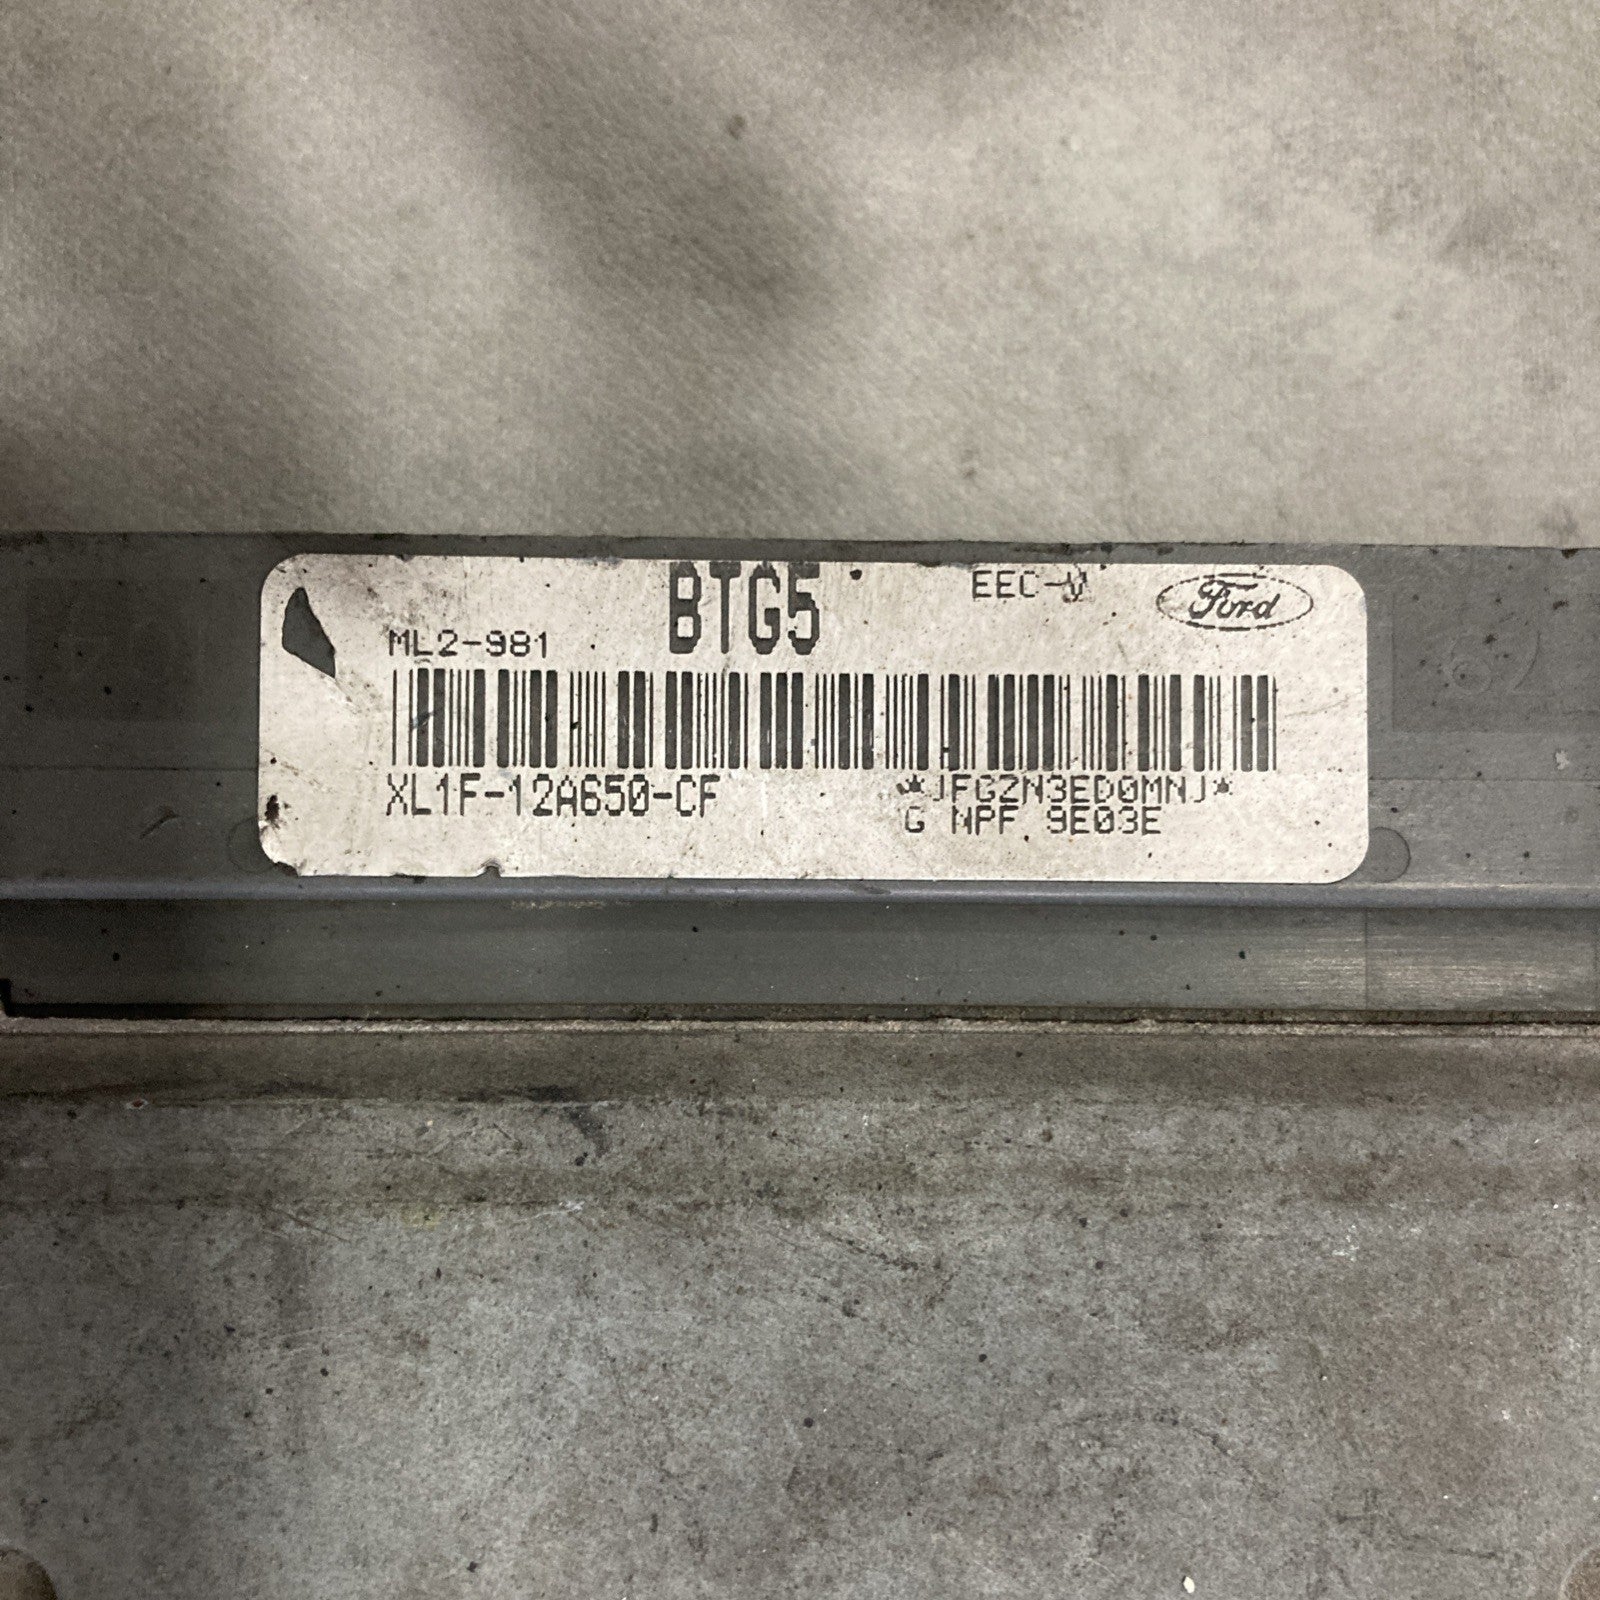 BTG5
EEC-V
Ford
ML2-981
XL1F-12A650-CF
*JFGZN3ED0MNJ*
G NPF 9E03E